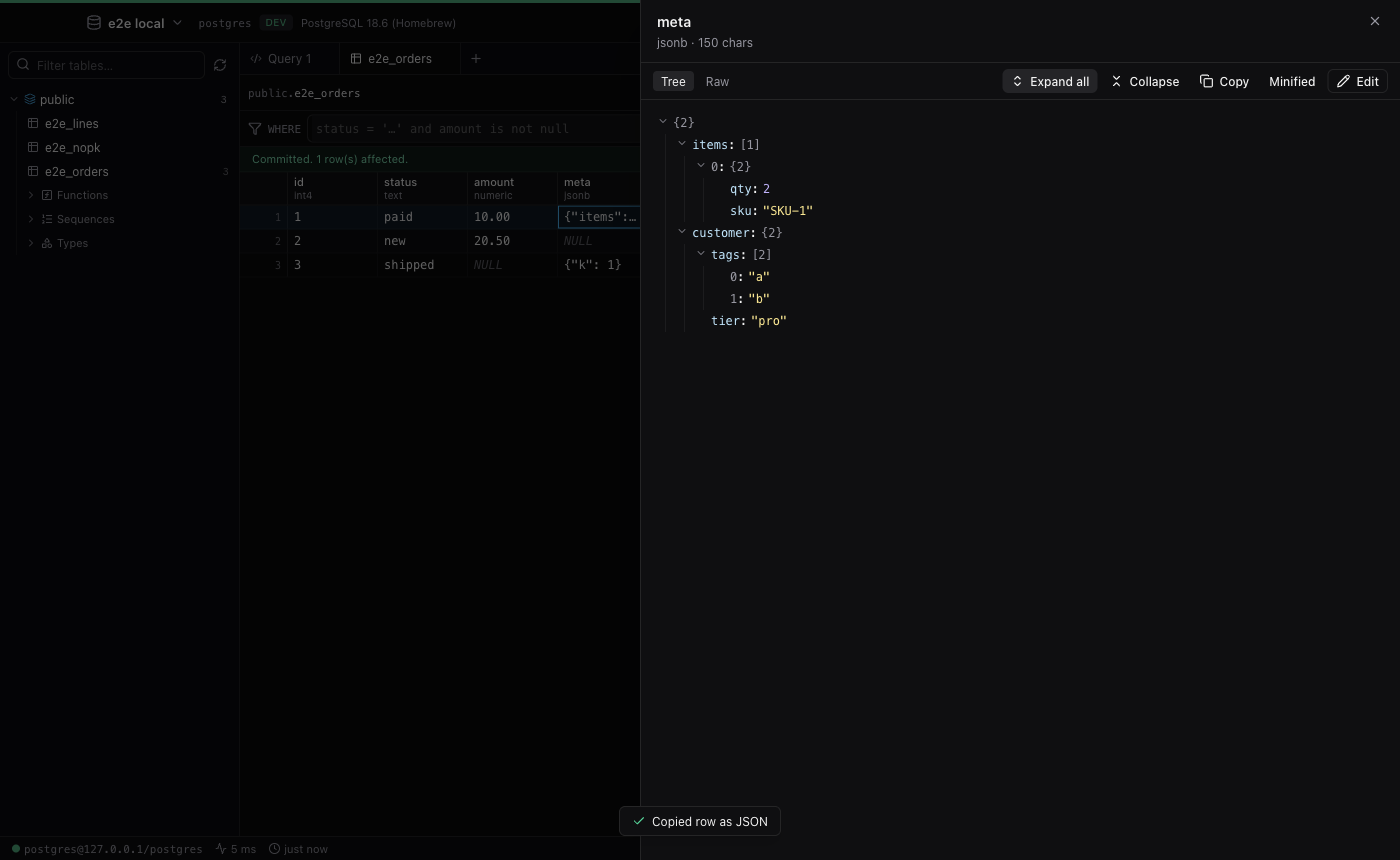 e2e local postgres DEV PostgreSQL 18.6 (Homebrew)
Filter tables...
public 3
e2e_lines
e2e_nopk
e2e_orders 3
Functions
Sequences
Types
Query 1 e2e_orders
public.e2e_orders
WHERE status = '…' and amount is not null
Committed. 1 row(s) affected.
id status amount meta
int4 text numeric jsonb
1 1 paid 10.00 {"items":…
2 2 new 20.50 NULL
3 3 shipped NULL {"k": 1}
meta
jsonb · 150 chars
Tree Raw Expand all Collapse Copy Minified Edit
{2}
items: [1]
0: {2}
qty: 2
sku: "SKU-1"
customer: {2}
tags: [2]
0: "a"
1: "b"
tier: "pro"
Copied row as JSON
postgres@127.0.0.1/postgres 5 ms just now